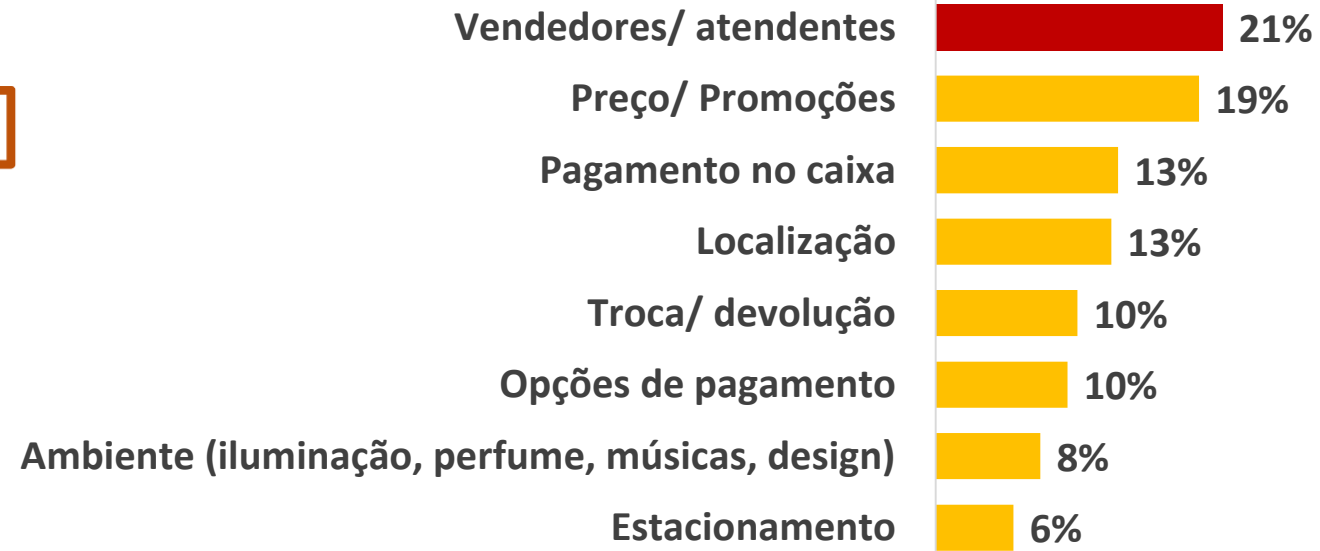 Vendedores/ atendentes 21%
Preço/ Promoções 19%
Pagamento no caixa 13%
Localização 13%
Troca/ devolução 10%
Opções de pagamento 10%
Ambiente (iluminação, perfume, músicas, design) 8%
Estacionamento 6%